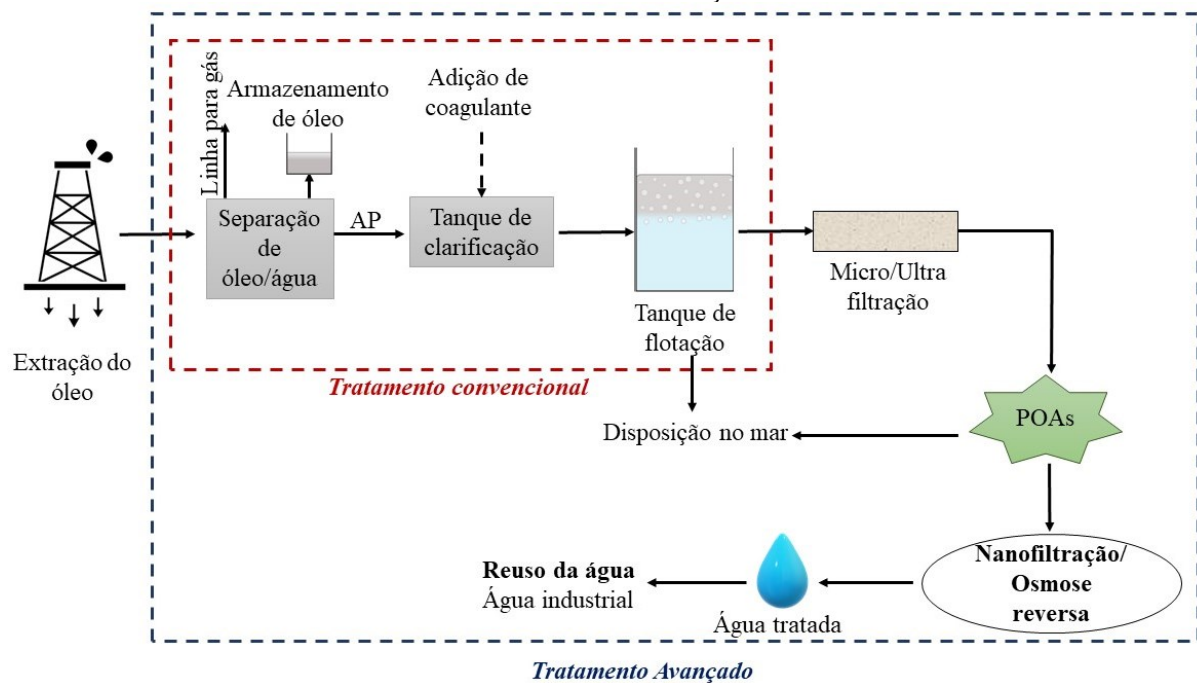 Linha para gás
Armazenamento
de óleo
Adição de
coagulante
Separação
de
óleo/água
AP
Tanque de
clarificação
Extração do
óleo
Tanque de
flotação
Micro/Ultra
filtração
Tratamento convencional
Disposição no mar
POAs
Nanofiltração/
Osmose
reversa
Água tratada
Reuso da água
Água industrial
Tratamento Avançado